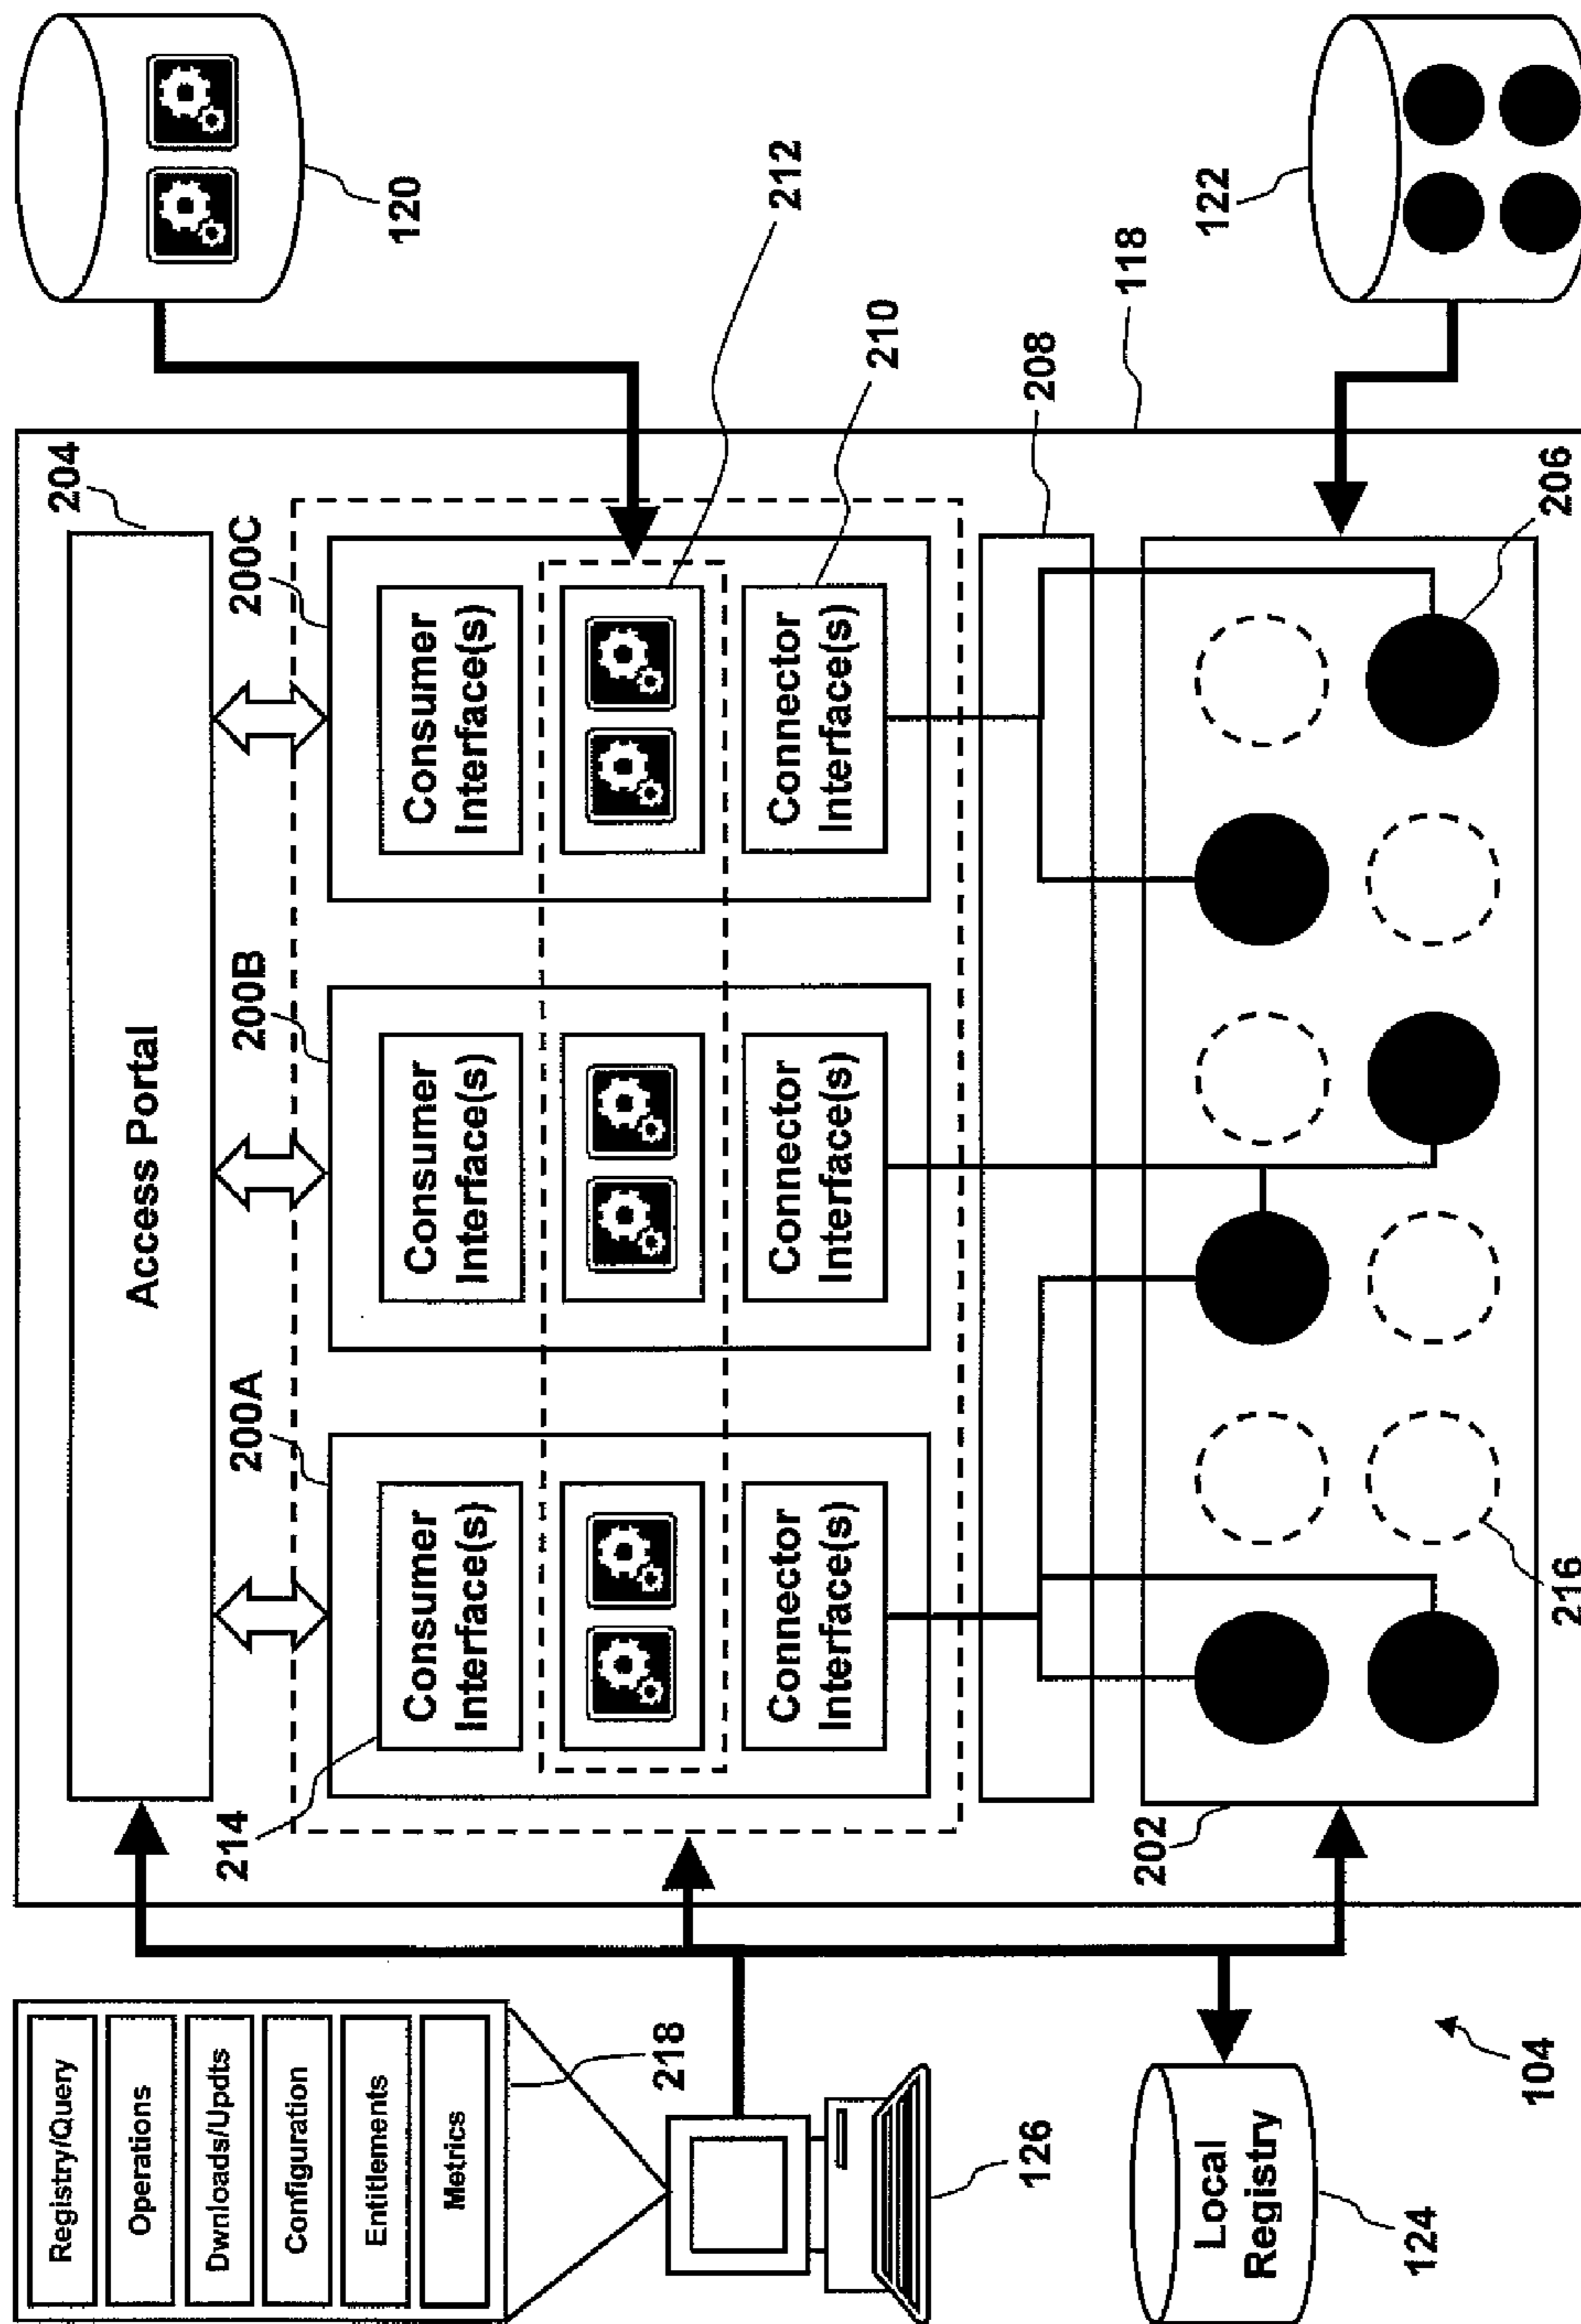 Registry/Query
Operations
Dwnloads/Updts
Configuration
Entitlements
Metrics
218
126
Local
Registry
124
104
Access Portal
204
200A
200B
200C
Consumer
Interface(s)
Consumer
Interface(s)
Consumer
Interface(s)
214
212
Connector
Interface(s)
Connector
Interface(s)
Connector
Interface(s)
210
208
202
206
216
118
120
122